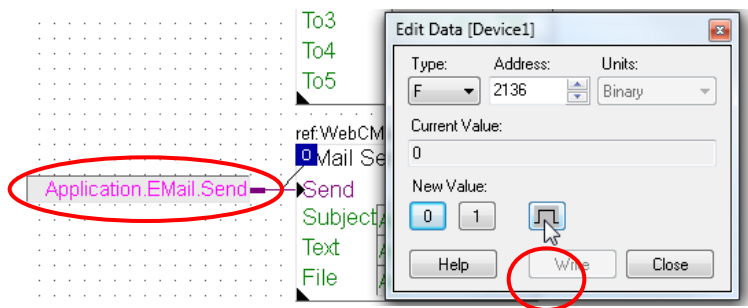 To3
To4
To5
ref:WebCM
0
Mail Se
Application.EMail.Send
Send
Subject
Text
File
Edit Data [Device1]
Type: Address: Units:
F 2136 Binary
Current Value:
0
New Value:
0 1
Help Write Close